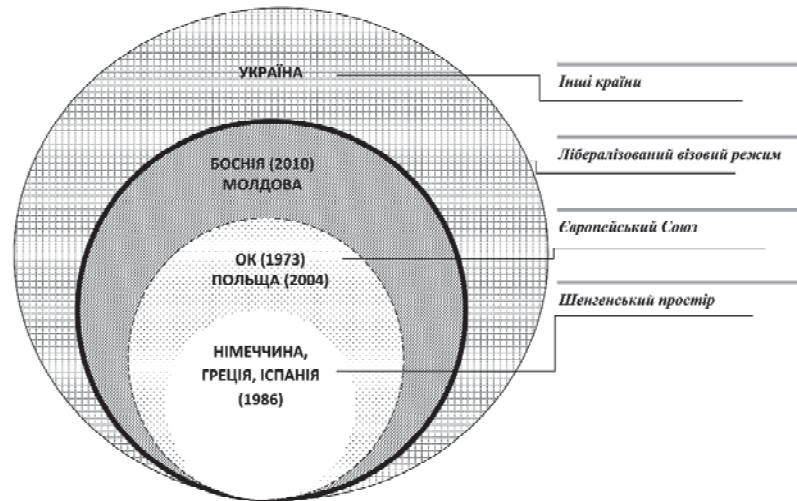 УКРАЇНА
Інші країни
БОСНІЯ (2010)
МОЛДОВА
Лібералізований візовий режим
ОК (1973)
ПОЛЬЩА (2004)
Європейський Союз
НІМЕЧЧИНА,
ГРЕЦІЯ, ІСПАНІЯ
(1986)
Шенгенський простір